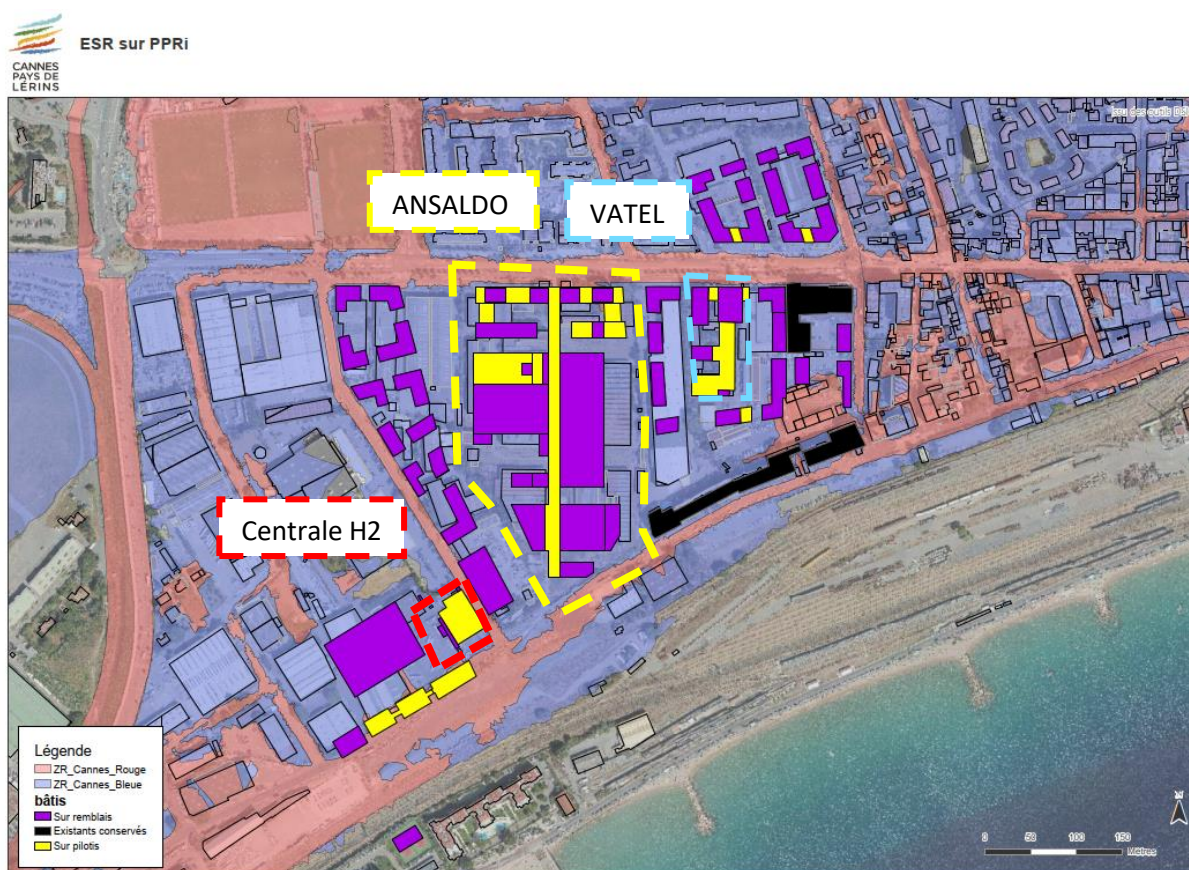 ESR sur PPRi
CANNES
PAYS DE
LÉRINS
ANSALDO
VATEL
Centrale H2
Légende
ZR_Cannes_Rouge
ZR_Cannes_Bleue
bâtis
Sur remblais
Existants conservés
Sur pilotis
0 50 100 150
Mètres